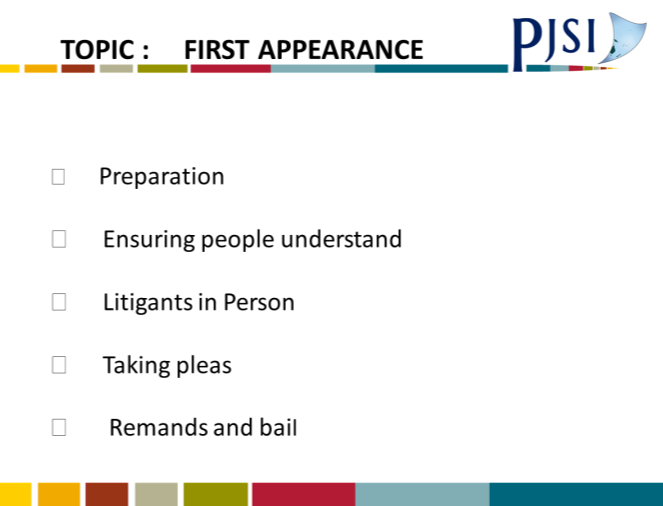 TOPIC : FIRST APPEARANCE
PJSI
Preparation
Ensuring people understand
Litigants in Person
Taking pleas
Remands and bail